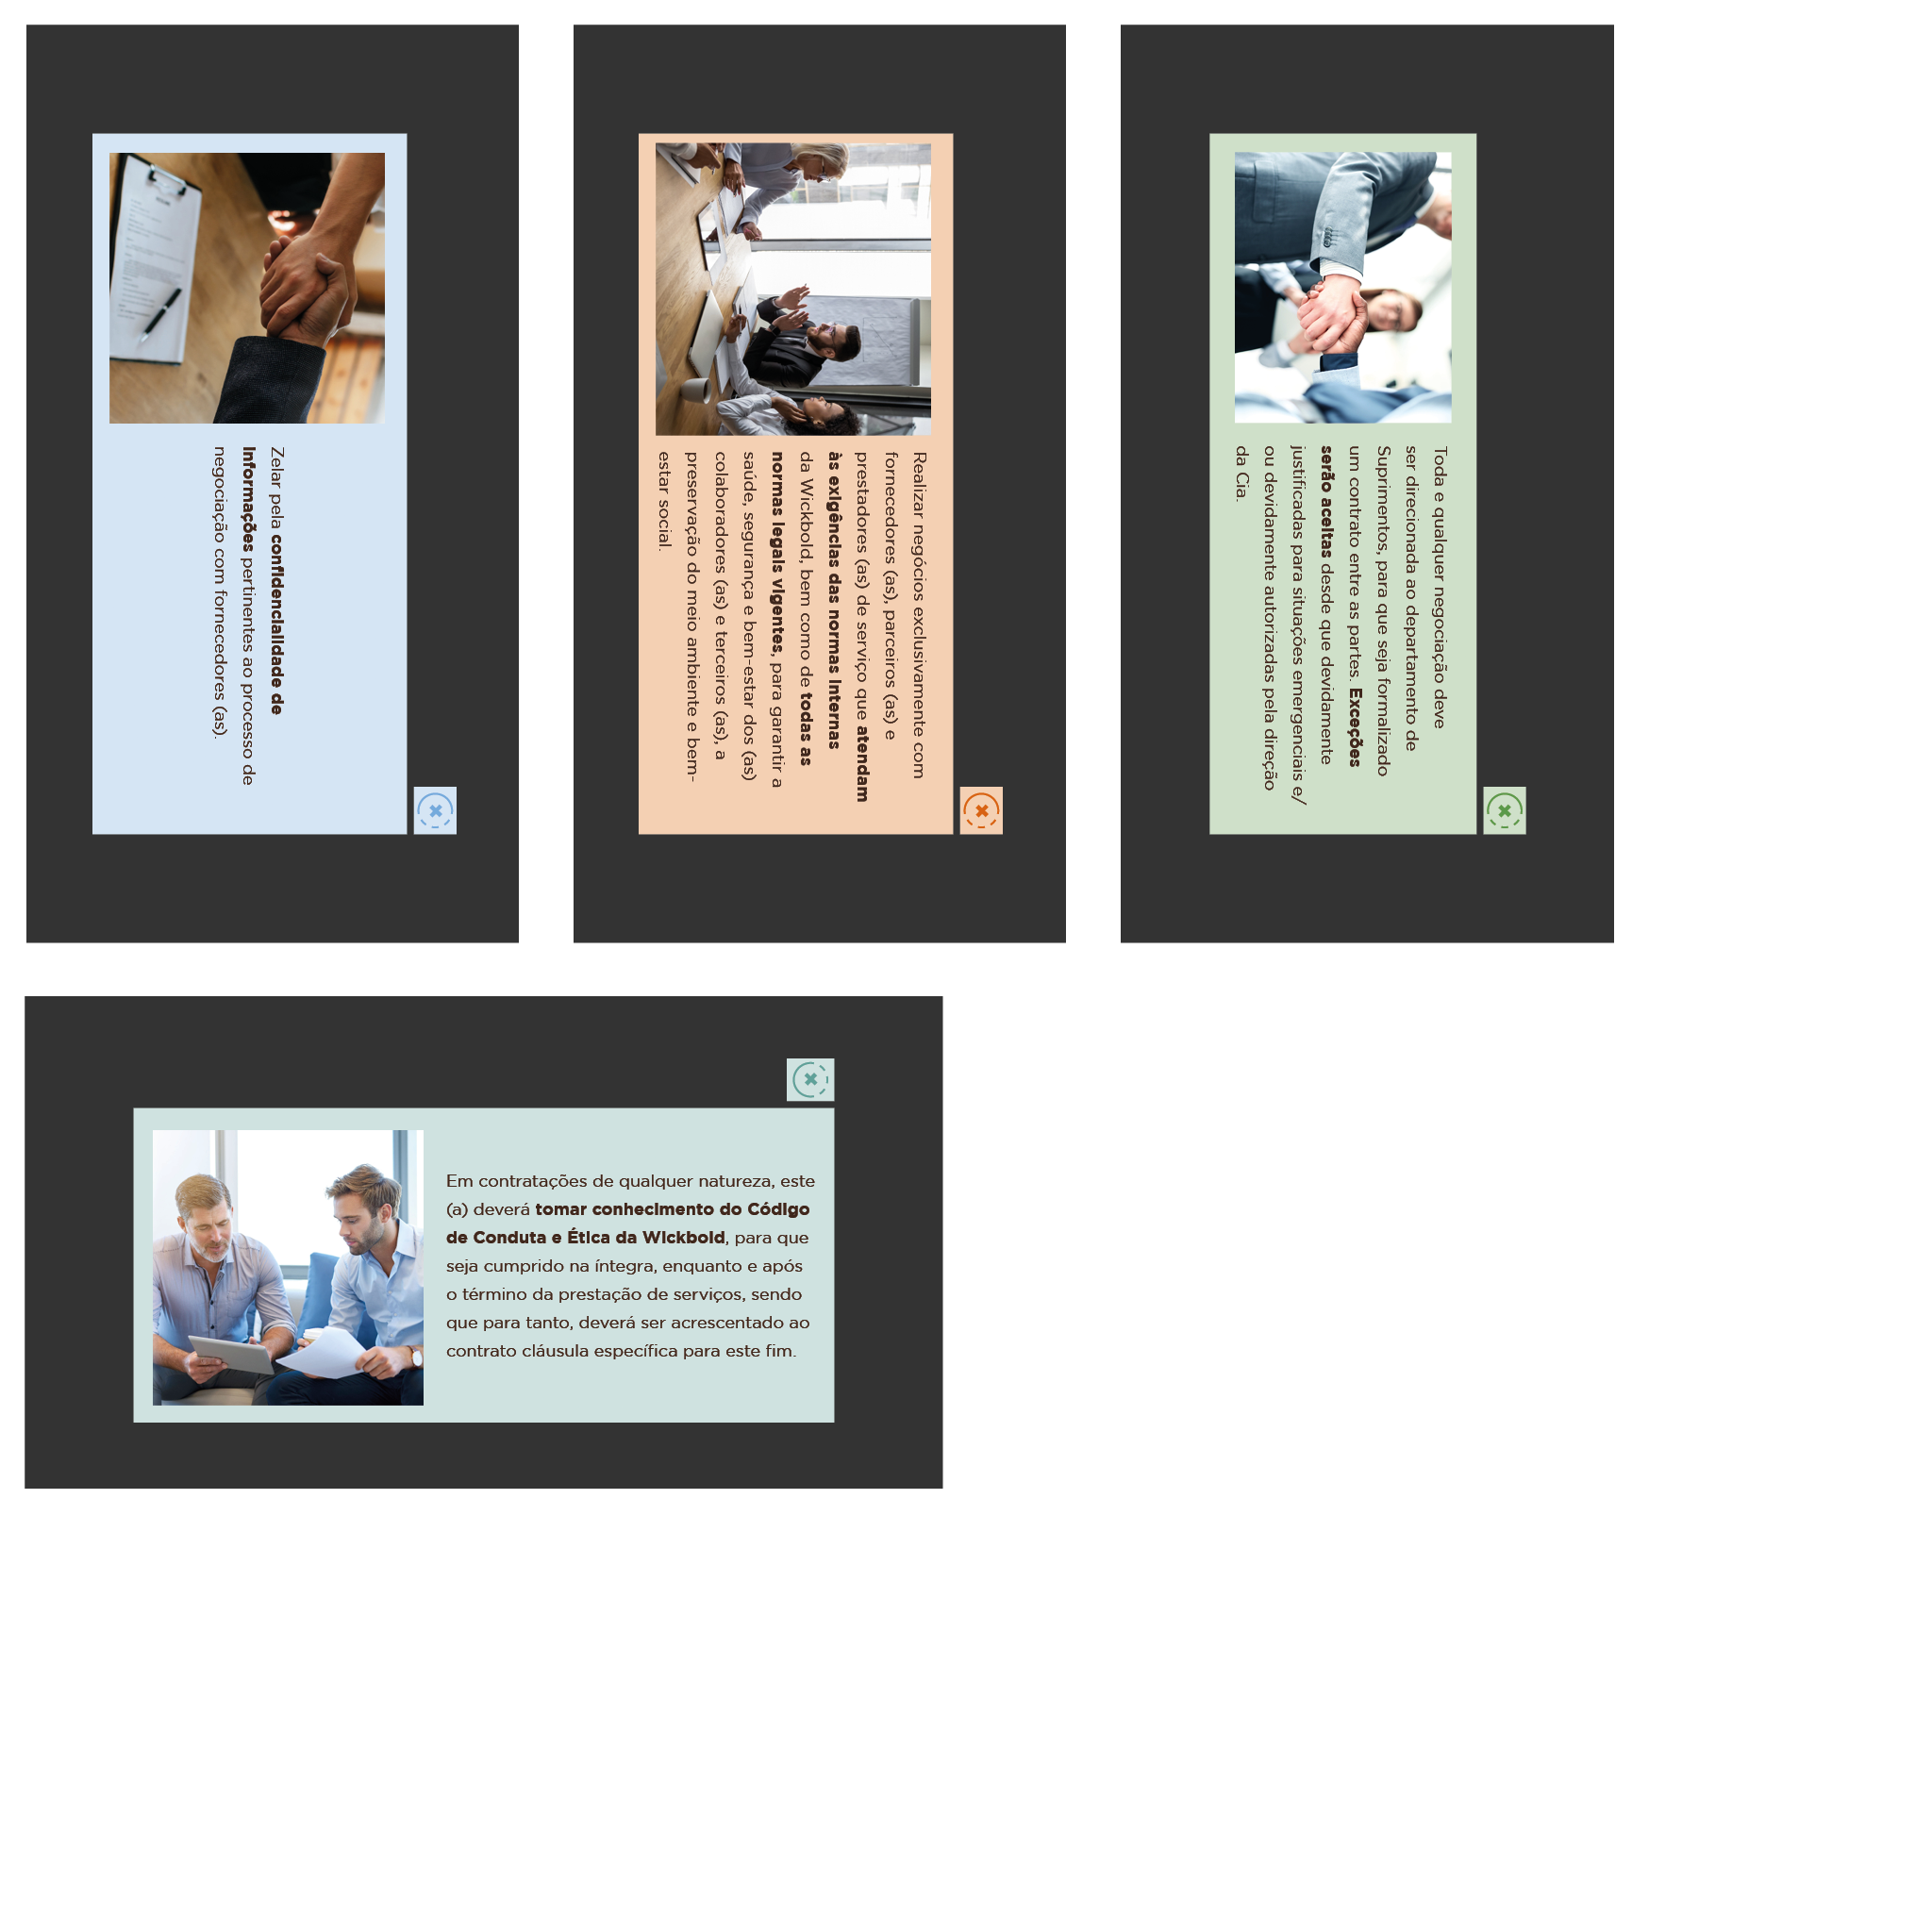 Zelar pela confidencialidade de
informações pertinentes ao processo de
negociação com fornecedores (as).
Realizar negócios exclusivamente com
fornecedores (as), parceiros (as) e
prestadores (as) de serviço que atendam
às exigências das normas internas
da Wickbold, bem como de todas as
normas legais vigentes, para garantir a
saúde, segurança e bem-estar dos (as)
colaboradores (as) e terceiros (as), a
preservação do meio ambiente e bem-
estar social.
Toda e qualquer negociação deve
ser direcionada ao departamento de
Suprimentos, para que seja formalizado
um contrato entre as partes. Exceções
serão aceitas desde que devidamente
justificadas para situações emergenciais e/
ou devidamente autorizadas pela direção
da Cia.
Em contratações de qualquer natureza, este
(a) deverá tomar conhecimento do Código
de Conduta e Ética da Wickbold, para que
seja cumprido na íntegra, enquanto e após
o término da prestação de serviços, sendo
que para tanto, deverá ser acrescentado ao
contrato cláusula específica para este fim.